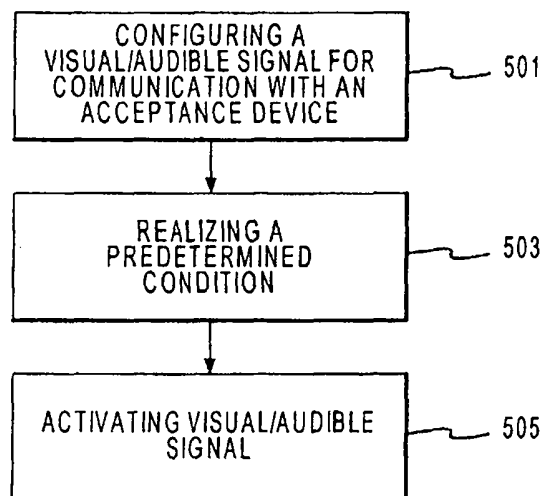 CONFIGURING A
VISUAL/AUDIBLE SIGNAL FOR
COMMUNICATION WITH AN
ACCEPTANCE DEVICE
501
REALIZING A
PREDETERMINED
CONDITION
503
ACTIVATING VISUAL/AUDIBLE
SIGNAL
505